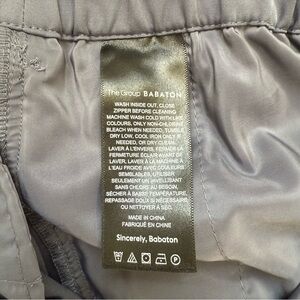 The Group BABATON
WASH INSIDE OUT, CLOSE
ZIPPER BEFORE CLEANING
MACHINE WASH COLD WITH LIKE
COLOURS, ONLY NON-CHLORINE
BLEACH WHEN NEEDED, TUMBLE
DRY LOW, COOL IRON ONLY IF
NEEDED, OR DRY CLEAN.
LAVER À L'ENVERS, FERMER LA
FERMETURE ÉCLAIR AVANT LE
LAVAGE, LAVER À LA MACHINE À
L'EAU FROIDE AVEC COULEURS
SEMBLABLES, UTILISER
SEULEMENT UN JAVELLISANT
SANS CHLORE AU BESOIN,
SÉCHER À BASSE TEMPÉRATURE,
REPASSAGE DOUX SI NÉCESSAIRE
OU NETTOYER À SEC.
MADE IN CHINA
FABRIQUÉ EN CHINE
Sincerely, Babaton